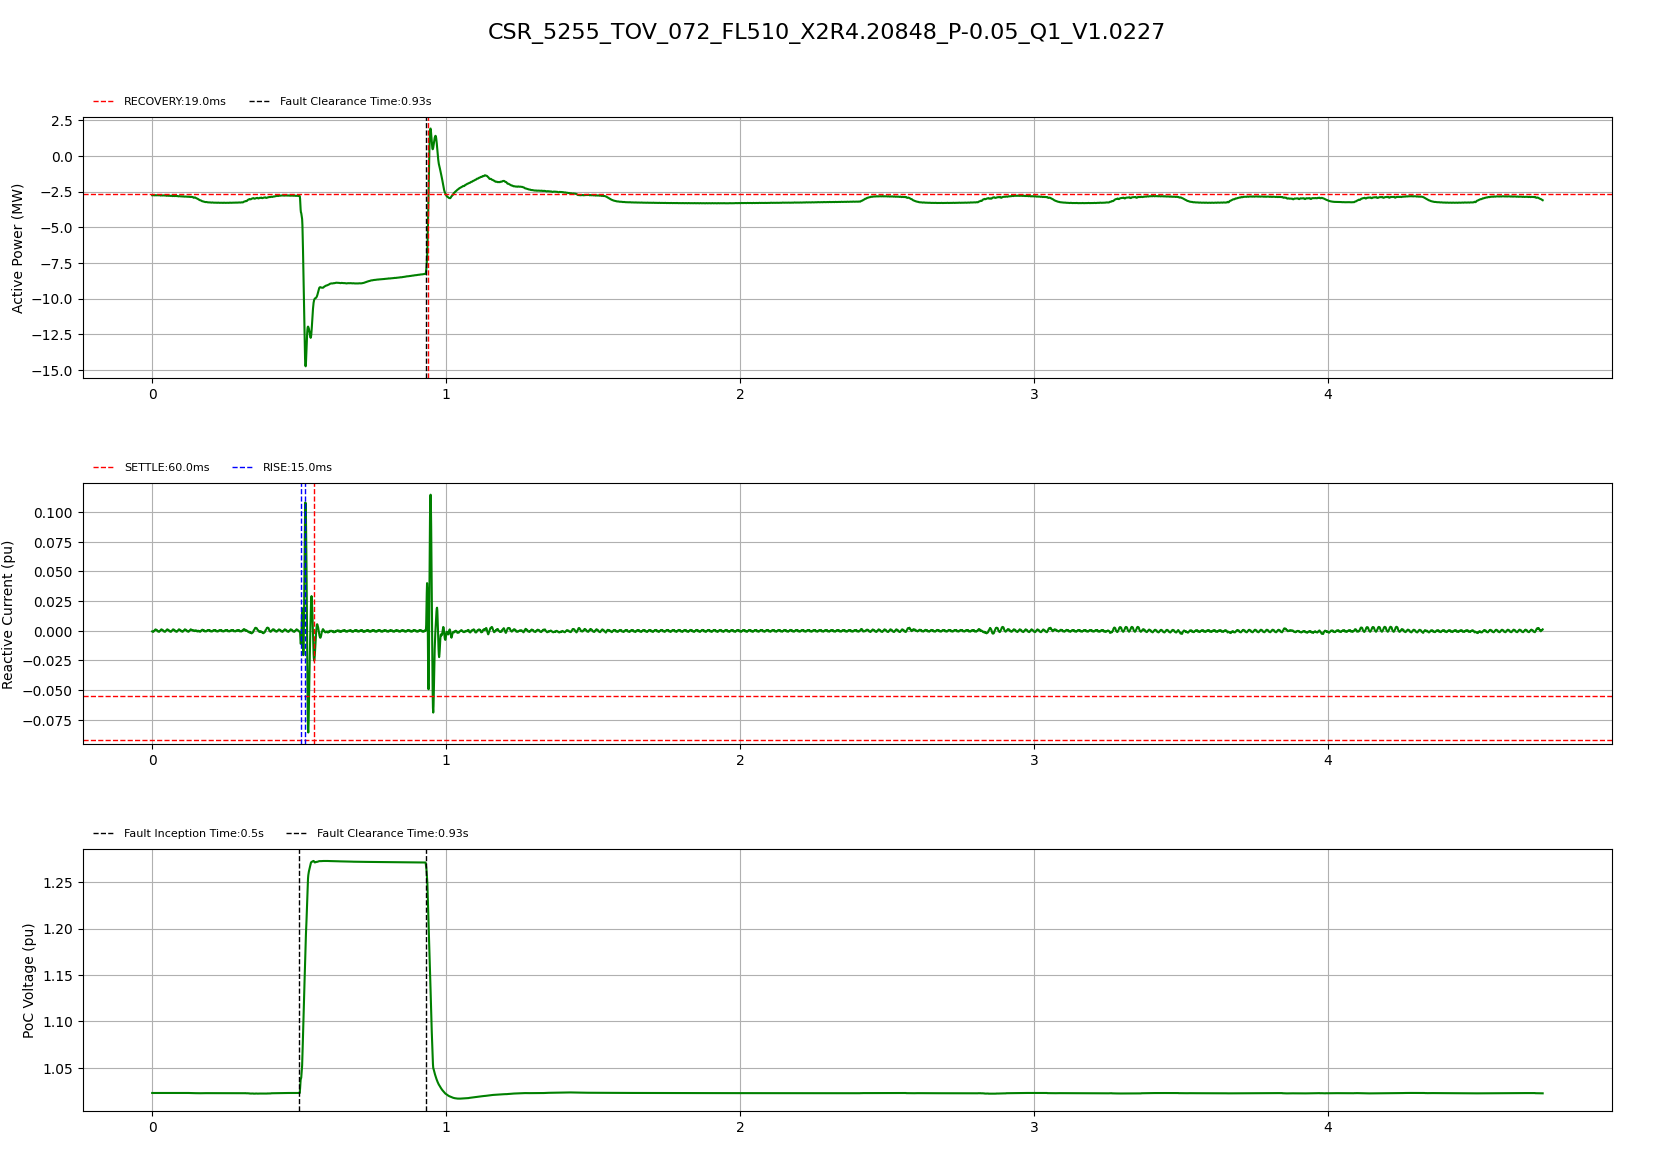 CSR_5255_TOV_072_FL510_X2R4.20848_P-0.05_Q1_V1.0227
RECOVERY:19.0ms Fault Clearance Time:0.93s
Active Power (MW)
2.5
0.0
−2.5
−5.0
−7.5
−10.0
−12.5
−15.0
0 1 2 3 4
SETTLE:60.0ms RISE:15.0ms
Reactive Current (pu)
0.100
0.075
0.050
0.025
0.000
−0.025
−0.050
−0.075
0 1 2 3 4
Fault Inception Time:0.5s Fault Clearance Time:0.93s
PoC Voltage (pu)
1.25
1.20
1.15
1.10
1.05
0 1 2 3 4